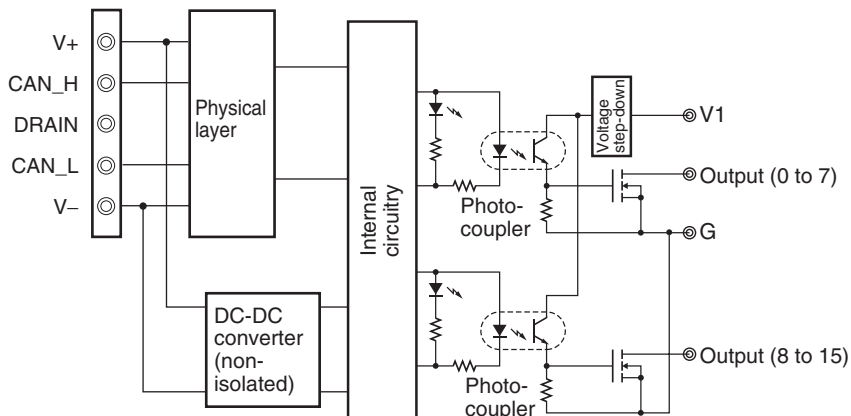 V+
CAN_H
DRAIN
CAN_L
V–
Physical
layer
DC-DC
converter
(non-
isolated)
Internal
circuitry
Photo-
coupler
Voltage
step-down
V1
Output (0 to 7)
G
Photo-
coupler
Output (8 to 15)